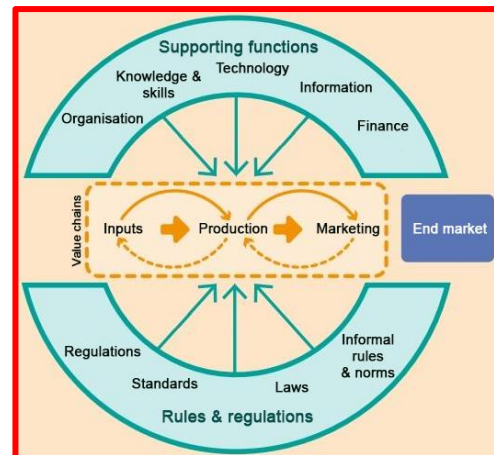 Supporting functions
Technology
Knowledge &
skills
Information
Organisation
Finance
Value chains
Inputs
Production
Marketing
End market
Regulations
Standards
Laws
Informal
rules
& norms
Rules & regulations